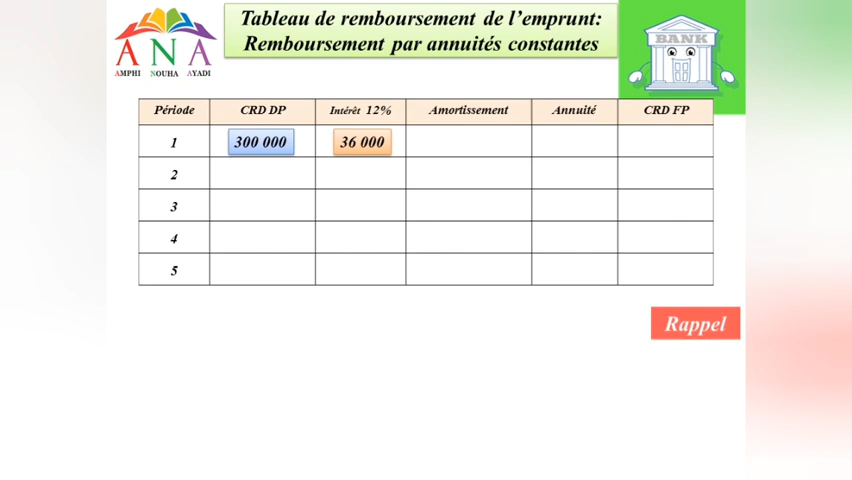 ANA
AMPHI NOUHA AYADI
Tableau de remboursement de l’emprunt:
Remboursement par annuités constantes
BANK
Période CRD DP Intérêt 12% Amortissement Annuité CRD FP
1 300 000 36 000
2
3
4
5
Rappel